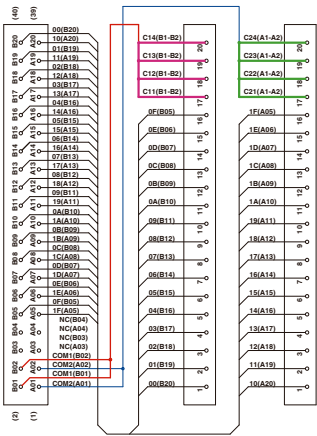 (40)
(39)
B20 A20
B19 A19
B18 A18
B17 A17
B16 A16
B15 A15
B14 A14
B13 A13
B12 A12
B11 A11
B10 A10
B09 A09
B08 A08
B07 A07
B06 A06
B05 A05
B04 A04
B03 A03
B02 A02
B01 A01
(2)
(1)
00(B20)
10(A20)
01(B19)
11(A19)
02(B18)
12(A18)
03(B17)
13(A17)
04(B16)
14(A16)
05(B15)
15(A15)
06(B14)
16(A14)
07(B13)
17(A13)
08(B12)
18(A12)
09(B11)
19(A11)
0A(B10)
1A(A10)
0B(B09)
1B(A09)
0C(B08)
1C(A08)
0D(B07)
1D(A07)
0E(B06)
1E(A06)
0F(B05)
1F(A05)
NC(B04)
NC(A04)
NC(B03)
NC(A03)
COM1(B02)
COM2(A02)
COM1(B01)
COM2(A01)
C14(B1-B2) 20
C13(B1-B2) 19
C12(B1-B2) 18
C11(B1-B2) 17
0F(B05) 16
0E(B06) 15
0D(B07) 14
0C(B08) 13
0B(B09) 12
0A(B10) 11
09(B11) 10
08(B12) 9
07(B13) 8
06(B14) 7
05(B15) 6
04(B16) 5
03(B17) 4
02(B18) 3
01(B19) 2
00(B20) 1
C24(A1-A2) 20
C23(A1-A2) 19
C22(A1-A2) 18
C21(A1-A2) 17
1F(A05) 16
1E(A06) 15
1D(A07) 14
1C(A08) 13
1B(A09) 12
1A(A10) 11
19(A11) 10
18(A12) 9
17(A13) 8
16(A14) 7
15(A15) 6
14(A16) 5
13(A17) 4
12(A18) 3
11(A19) 2
10(A20) 1